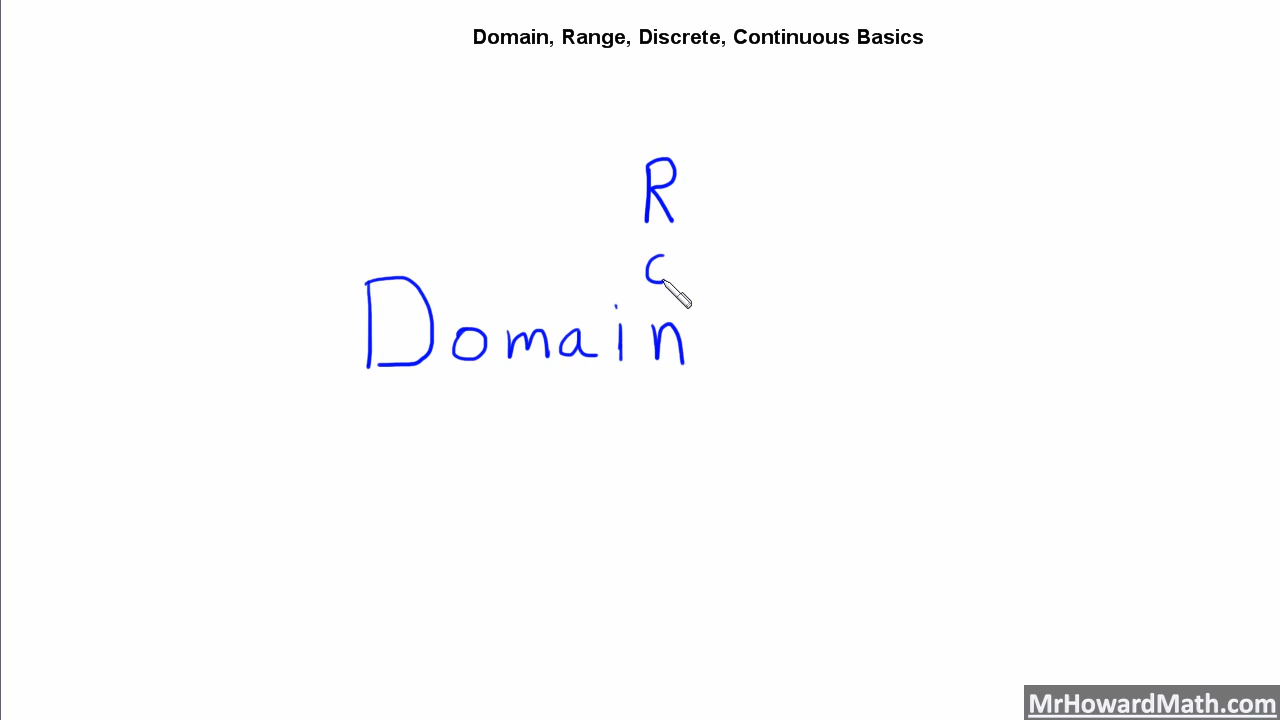 Domain, Range, Discrete, Continuous Basics
R
c
Domain
MrHowardMath.com